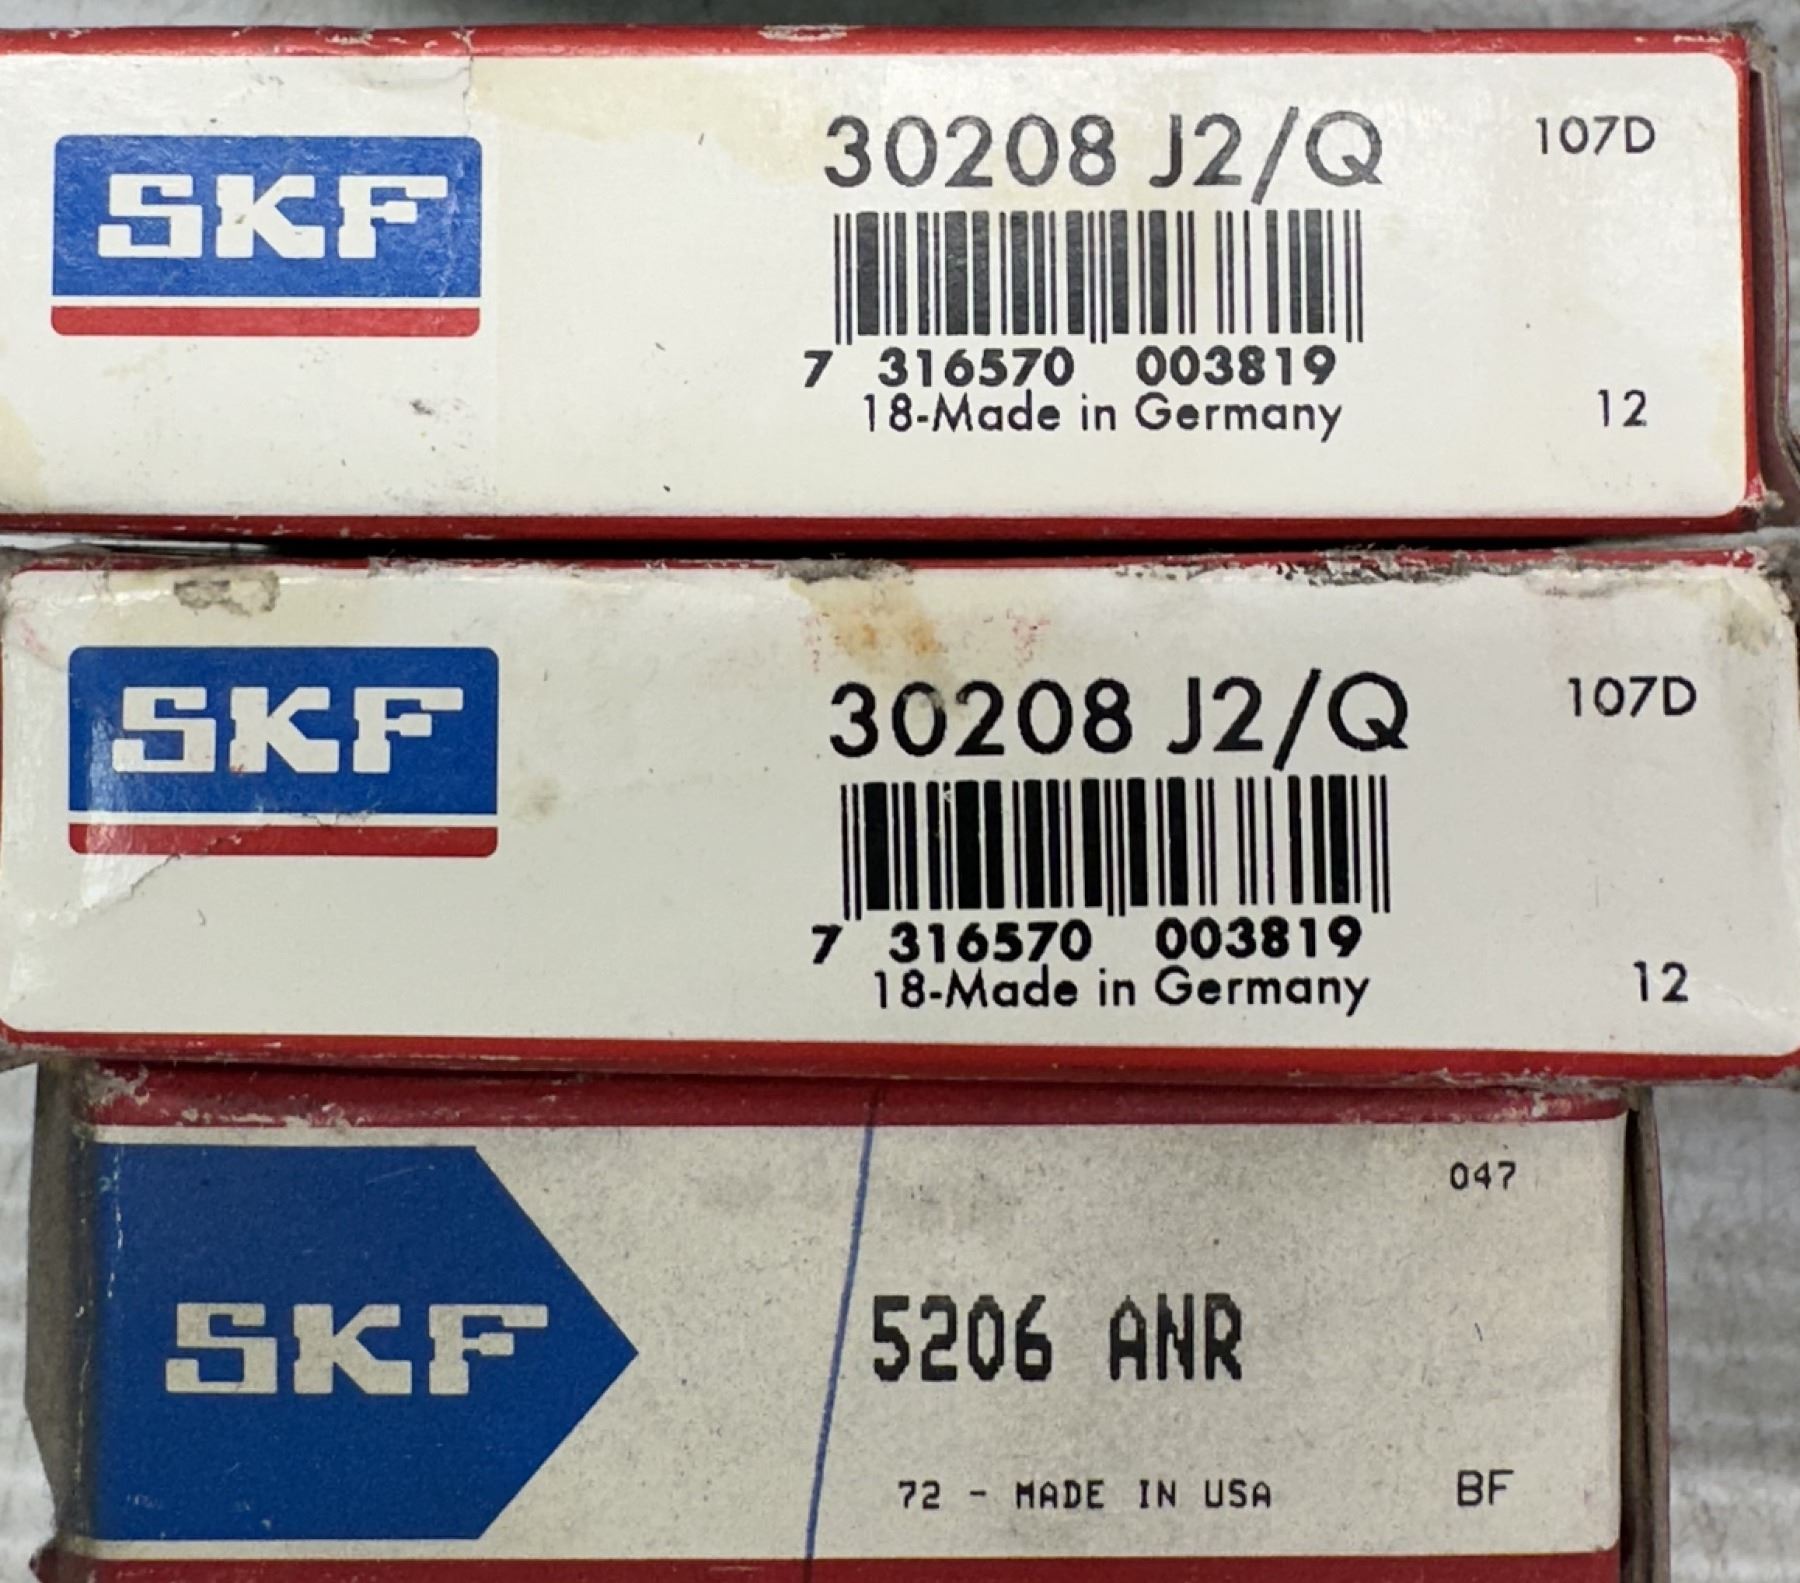 SKF
30208 J2/Q
107D
7 316570 003819
18-Made in Germany
12
SKF
30208 J2/Q
107D
7 316570 003819
18-Made in Germany
12
SKF
047
5206 ANR
72 - MADE IN USA
BF